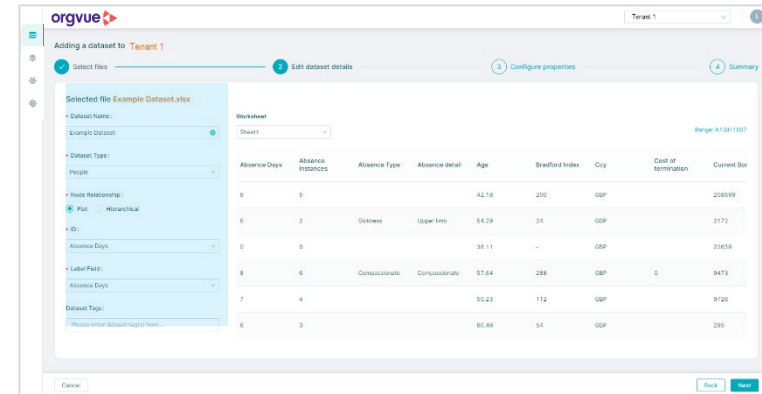 orgvue
Tenant 1
Adding a dataset to Tenant 1
Select files
2 Edit dataset details
3 Configure properties
4 Summary
Selected file Example Dataset.xlsx
* Dataset Name:
Example Dataset
* Dataset Type:
People
* Node Relationship:
Flat Hierarchical
* ID:
Absence Days
* Label Field:
Absence Days
Dataset Tags:
Please enter dataset tag(s) here...
Worksheet
Sheet1
Absence Days Absence Instances Absence Type Absence detail Age Bradford Index Ccy Cost of termination Current
8 5 42.18 200 GBP 208699
6 2 Sickness Upper limb 54.29 24 GBP 2172
0 0 38.11 - GBP 22659
8 6 Compassionate Compassionate 57.64 288 GBP 0 9473
7 4 55.23 112 GBP 9728
6 3 60.49 54 GBP 295
Cancel
Back Next